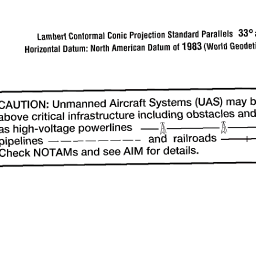 Lambert Conformal Conic Projection Standard Parallels 33°
Horizontal Datum: North American Datum of 1983 (World Geodeti
CAUTION: Unmanned Aircraft Systems (UAS) may b
above critical infrastructure including obstacles and
as high-voltage powerlines
pipelines — — — — — — — and railroads
Check NOTAMs and see AIM for details.